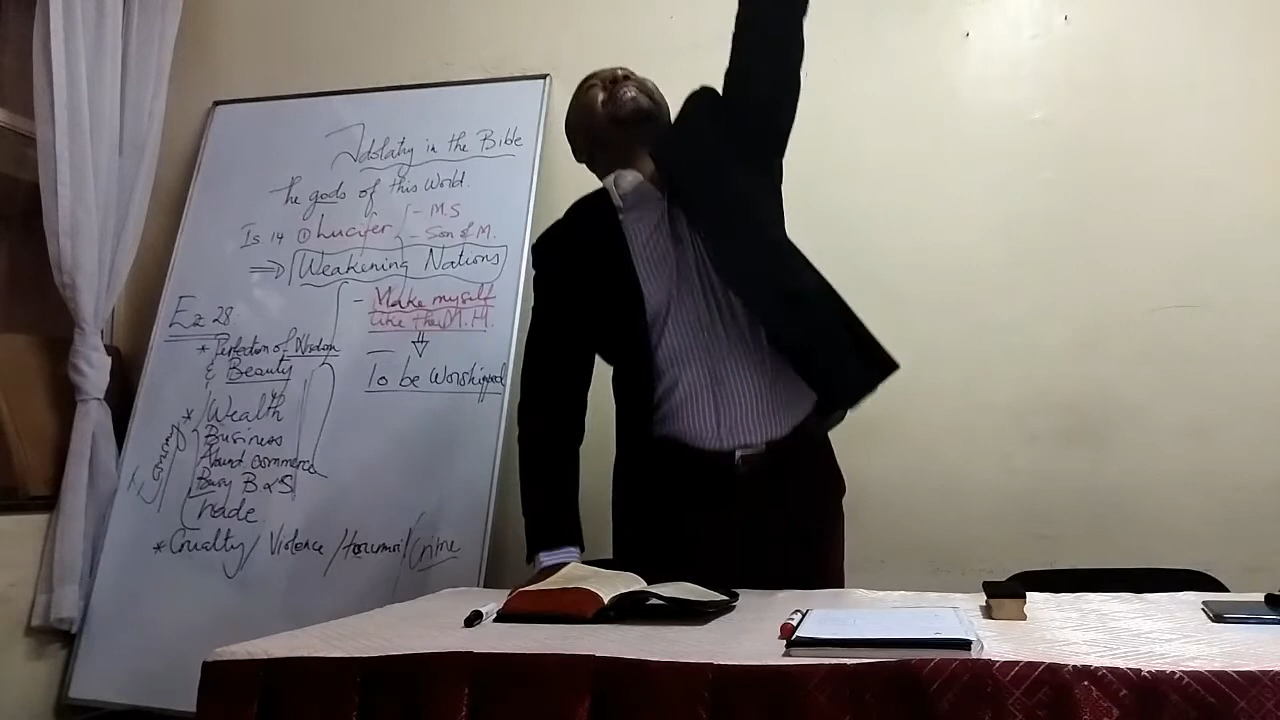 Idolatry in the Bible
The gods of this World.
Is 14 ① Lucifer - M.S
- Son of M.
⇒ Weakening Nations
- Make myself
like the M.H.
⇓
To be Worshipped
Ez 28
* Perfection of Wisdom
& Beauty
* Wealth
Business
Abund commerce
Busy B & S
Trade
Economy
* Crualty / Violence / / Crime